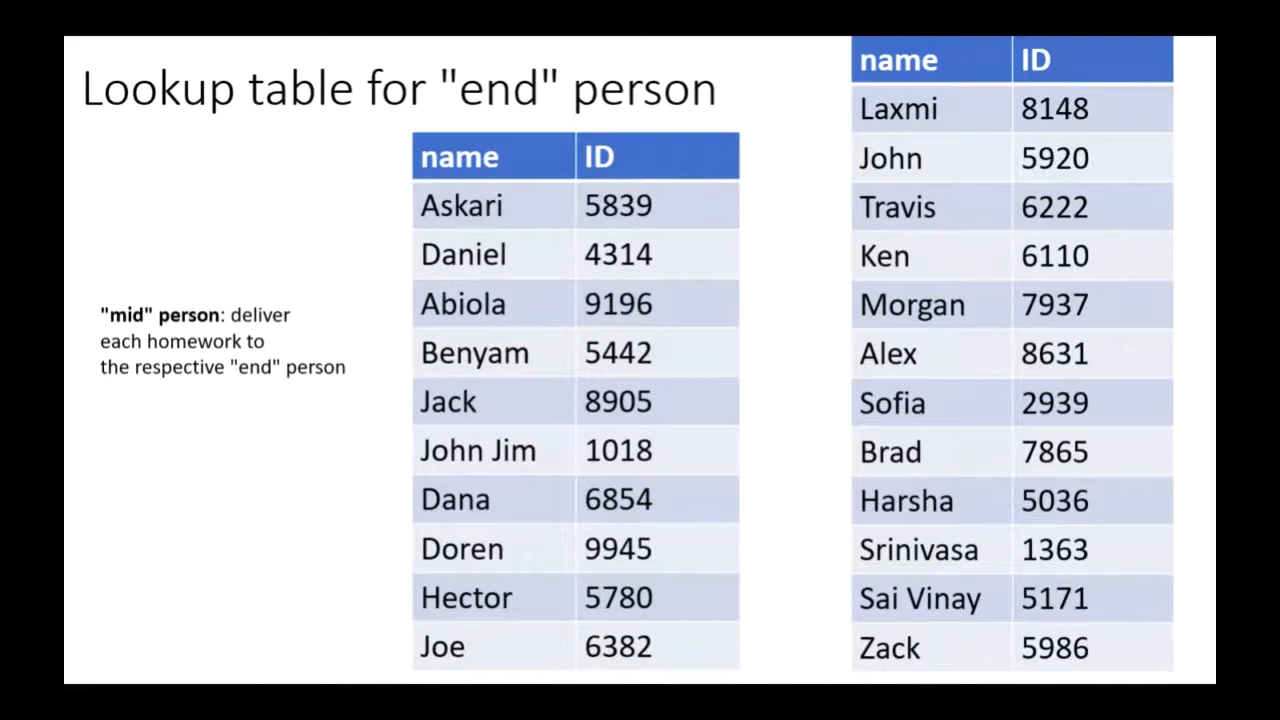 Lookup table for "end" person
"mid" person: deliver
each homework to
the respective "end" person
name ID
Askari 5839
Daniel 4314
Abiola 9196
Benyam 5442
Jack 8905
John Jim 1018
Dana 6854
Doren 9945
Hector 5780
Joe 6382
name ID
Laxmi 8148
John 5920
Travis 6222
Ken 6110
Morgan 7937
Alex 8631
Sofia 2939
Brad 7865
Harsha 5036
Srinivasa 1363
Sai Vinay 5171
Zack 5986